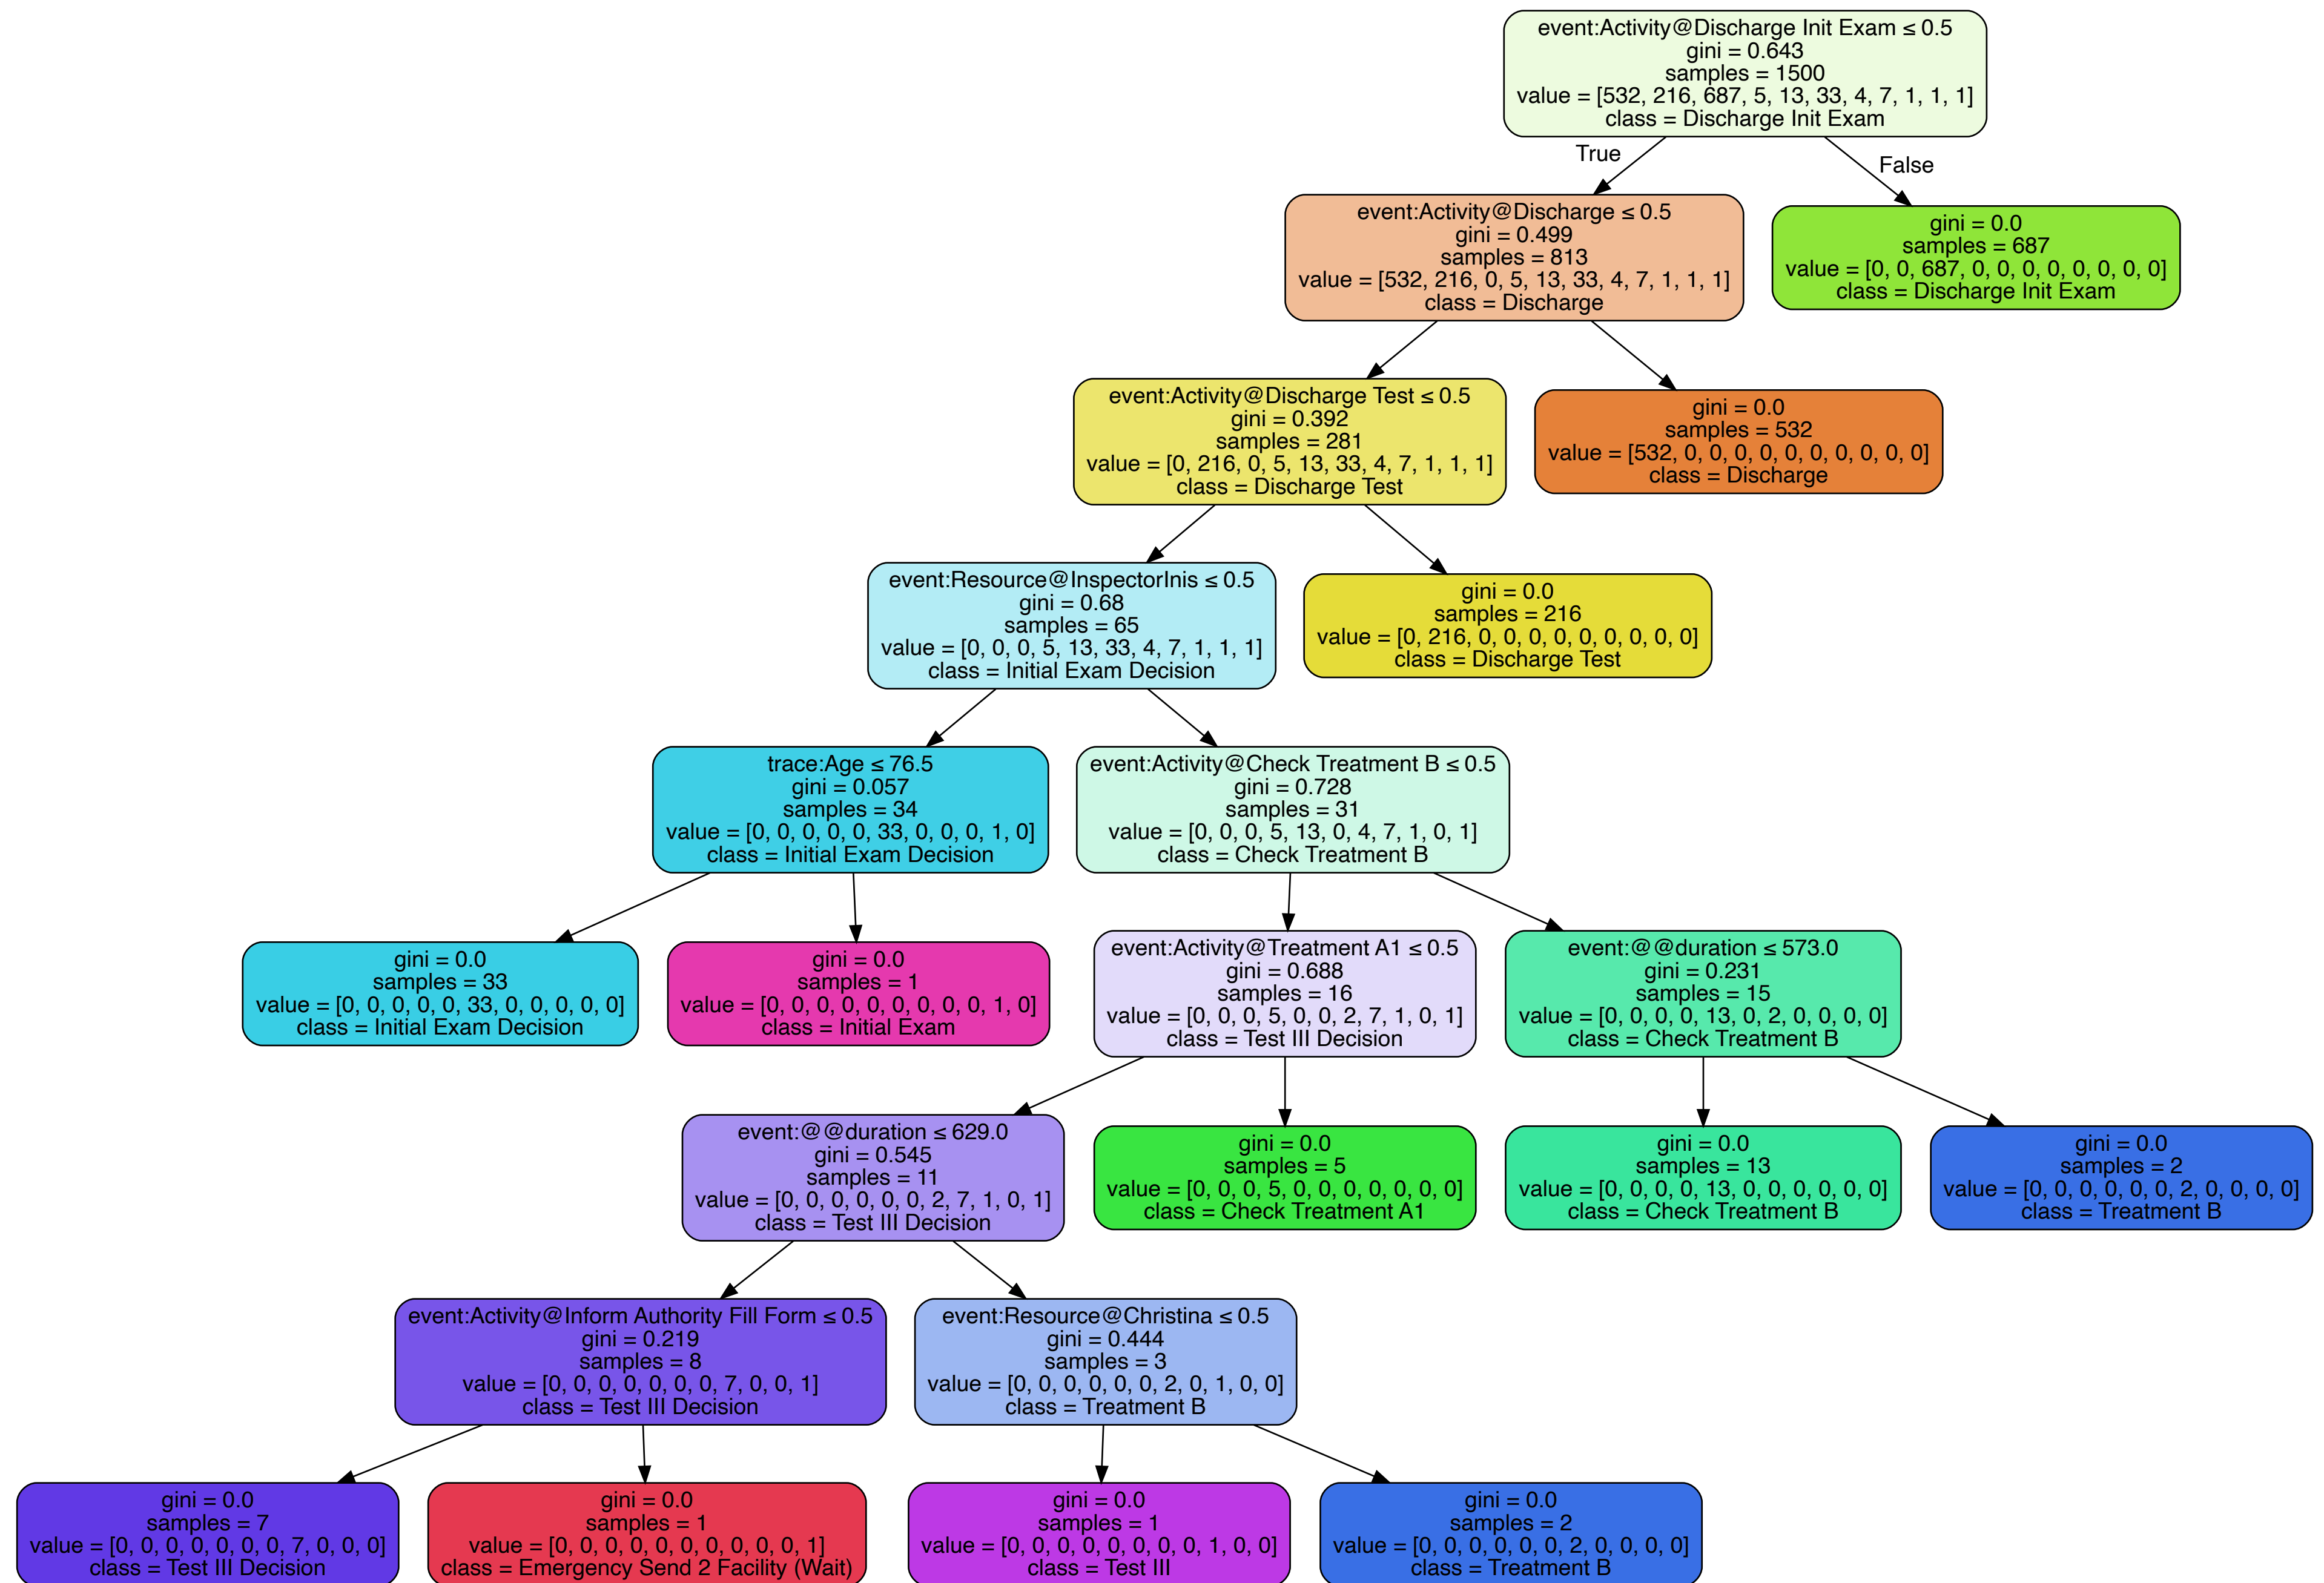 event:Activity@Discharge Init Exam ≤ 0.5
gini = 0.643
samples = 1500
value = [532, 216, 687, 5, 13, 33, 4, 7, 1, 1, 1]
class = Discharge Init Exam
True
False
event:Activity@Discharge ≤ 0.5
gini = 0.499
samples = 813
value = [532, 216, 0, 5, 13, 33, 4, 7, 1, 1, 1]
class = Discharge
gini = 0.0
samples = 687
value = [0, 0, 687, 0, 0, 0, 0, 0, 0, 0, 0]
class = Discharge Init Exam
event:Activity@Discharge Test ≤ 0.5
gini = 0.392
samples = 281
value = [0, 216, 0, 5, 13, 33, 4, 7, 1, 1, 1]
class = Discharge Test
gini = 0.0
samples = 532
value = [532, 0, 0, 0, 0, 0, 0, 0, 0, 0, 0]
class = Discharge
event:Resource@InspectorInis ≤ 0.5
gini = 0.68
samples = 65
value = [0, 0, 0, 5, 13, 33, 4, 7, 1, 1, 1]
class = Initial Exam Decision
gini = 0.0
samples = 216
value = [0, 216, 0, 0, 0, 0, 0, 0, 0, 0, 0]
class = Discharge Test
trace:Age ≤ 76.5
gini = 0.057
samples = 34
value = [0, 0, 0, 0, 0, 33, 0, 0, 0, 1, 0]
class = Initial Exam Decision
event:Activity@Check Treatment B ≤ 0.5
gini = 0.728
samples = 31
value = [0, 0, 0, 5, 13, 0, 4, 7, 1, 0, 1]
class = Check Treatment B
gini = 0.0
samples = 33
value = [0, 0, 0, 0, 0, 33, 0, 0, 0, 0, 0]
class = Initial Exam Decision
gini = 0.0
samples = 1
value = [0, 0, 0, 0, 0, 0, 0, 0, 0, 1, 0]
class = Initial Exam
event:Activity@Treatment A1 ≤ 0.5
gini = 0.688
samples = 16
value = [0, 0, 0, 5, 0, 0, 2, 7, 1, 0, 1]
class = Test III Decision
event:@@duration ≤ 573.0
gini = 0.231
samples = 15
value = [0, 0, 0, 0, 13, 0, 2, 0, 0, 0, 0]
class = Check Treatment B
event:@@duration ≤ 629.0
gini = 0.545
samples = 11
value = [0, 0, 0, 0, 0, 0, 2, 7, 1, 0, 1]
class = Test III Decision
gini = 0.0
samples = 5
value = [0, 0, 0, 5, 0, 0, 0, 0, 0, 0, 0]
class = Check Treatment A1
gini = 0.0
samples = 13
value = [0, 0, 0, 0, 13, 0, 0, 0, 0, 0, 0]
class = Check Treatment B
gini = 0.0
samples = 2
value = [0, 0, 0, 0, 0, 0, 2, 0, 0, 0, 0]
class = Treatment B
event:Activity@Inform Authority Fill Form ≤ 0.5
gini = 0.219
samples = 8
value = [0, 0, 0, 0, 0, 0, 0, 7, 0, 0, 1]
class = Test III Decision
event:Resource@Christina ≤ 0.5
gini = 0.444
samples = 3
value = [0, 0, 0, 0, 0, 0, 2, 0, 1, 0, 0]
class = Treatment B
gini = 0.0
samples = 7
value = [0, 0, 0, 0, 0, 0, 0, 7, 0, 0, 0]
class = Test III Decision
gini = 0.0
samples = 1
value = [0, 0, 0, 0, 0, 0, 0, 0, 0, 0, 1]
class = Emergency Send 2 Facility (Wait)
gini = 0.0
samples = 1
value = [0, 0, 0, 0, 0, 0, 0, 0, 1, 0, 0]
class = Test III
gini = 0.0
samples = 2
value = [0, 0, 0, 0, 0, 0, 2, 0, 0, 0, 0]
class = Treatment B